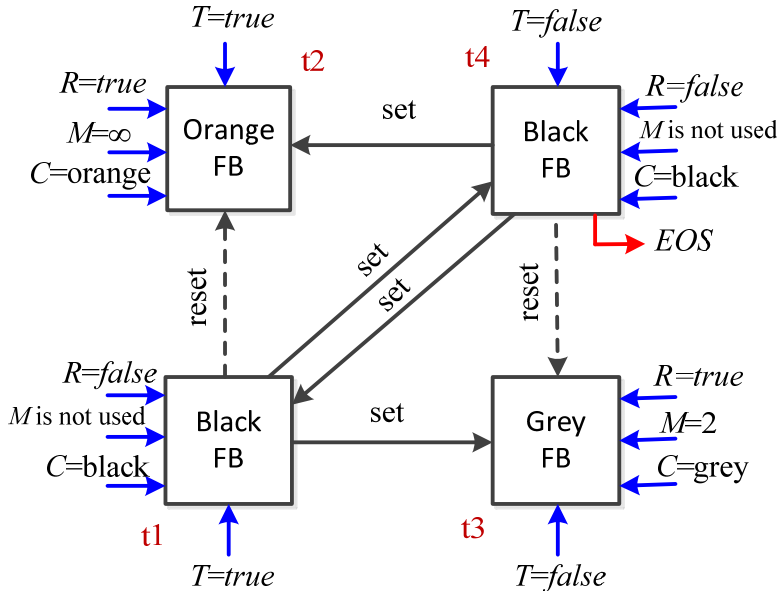 T=true
t2
R=true
M=∞
C=orange
Orange
FB
set
T=false
t4
Black
FB
R=false
M is not used
C=black
EOS
reset
set
set
reset
R=false
M is not used
C=black
Black
FB
t1
T=true
set
Grey
FB
R=true
M=2
C=grey
t3
T=false